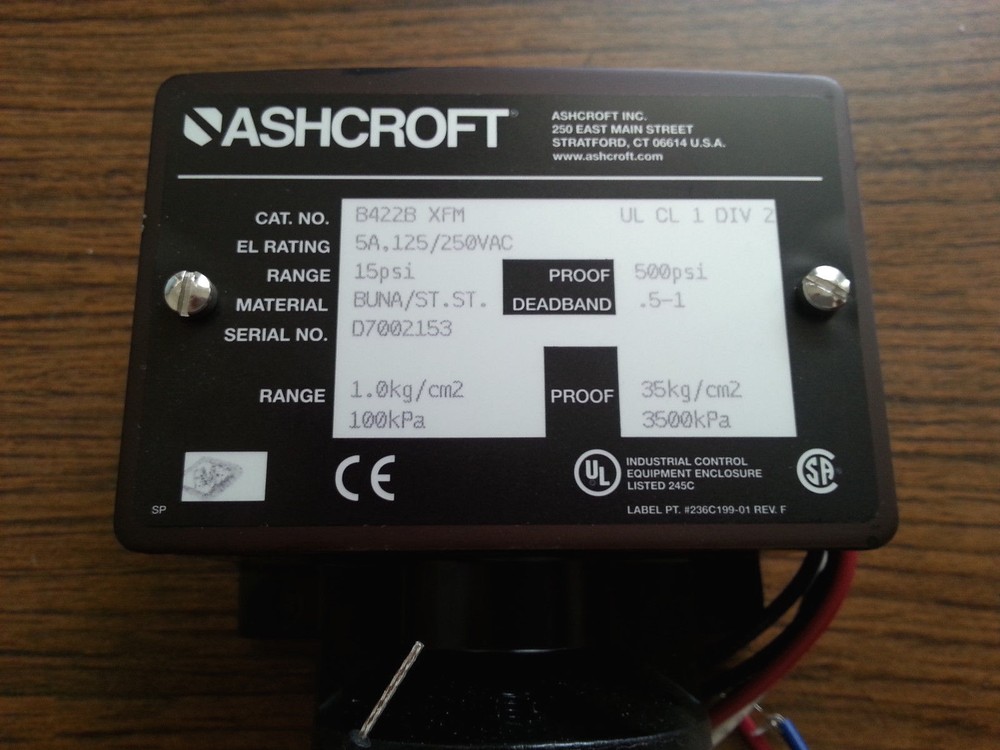 ASHCROFT®
ASHCROFT INC.
250 EAST MAIN STREET
STRATFORD, CT 06614 U.S.A.
www.ashcroft.com
CAT. NO. B422B XFM UL CL 1 DIV 2
EL RATING 5A.125/250VAC
RANGE 15psi PROOF 500psi
MATERIAL BUNA/ST.ST. DEADBAND .5-1
SERIAL NO. D7002153
RANGE 1.0kg/cm2 PROOF 35kg/cm2
100kPa 3500kPa
CE
UL
INDUSTRIAL CONTROL
EQUIPMENT ENCLOSURE
LISTED 245C
SA
SP
LABEL PT. #236C199-01 REV. F